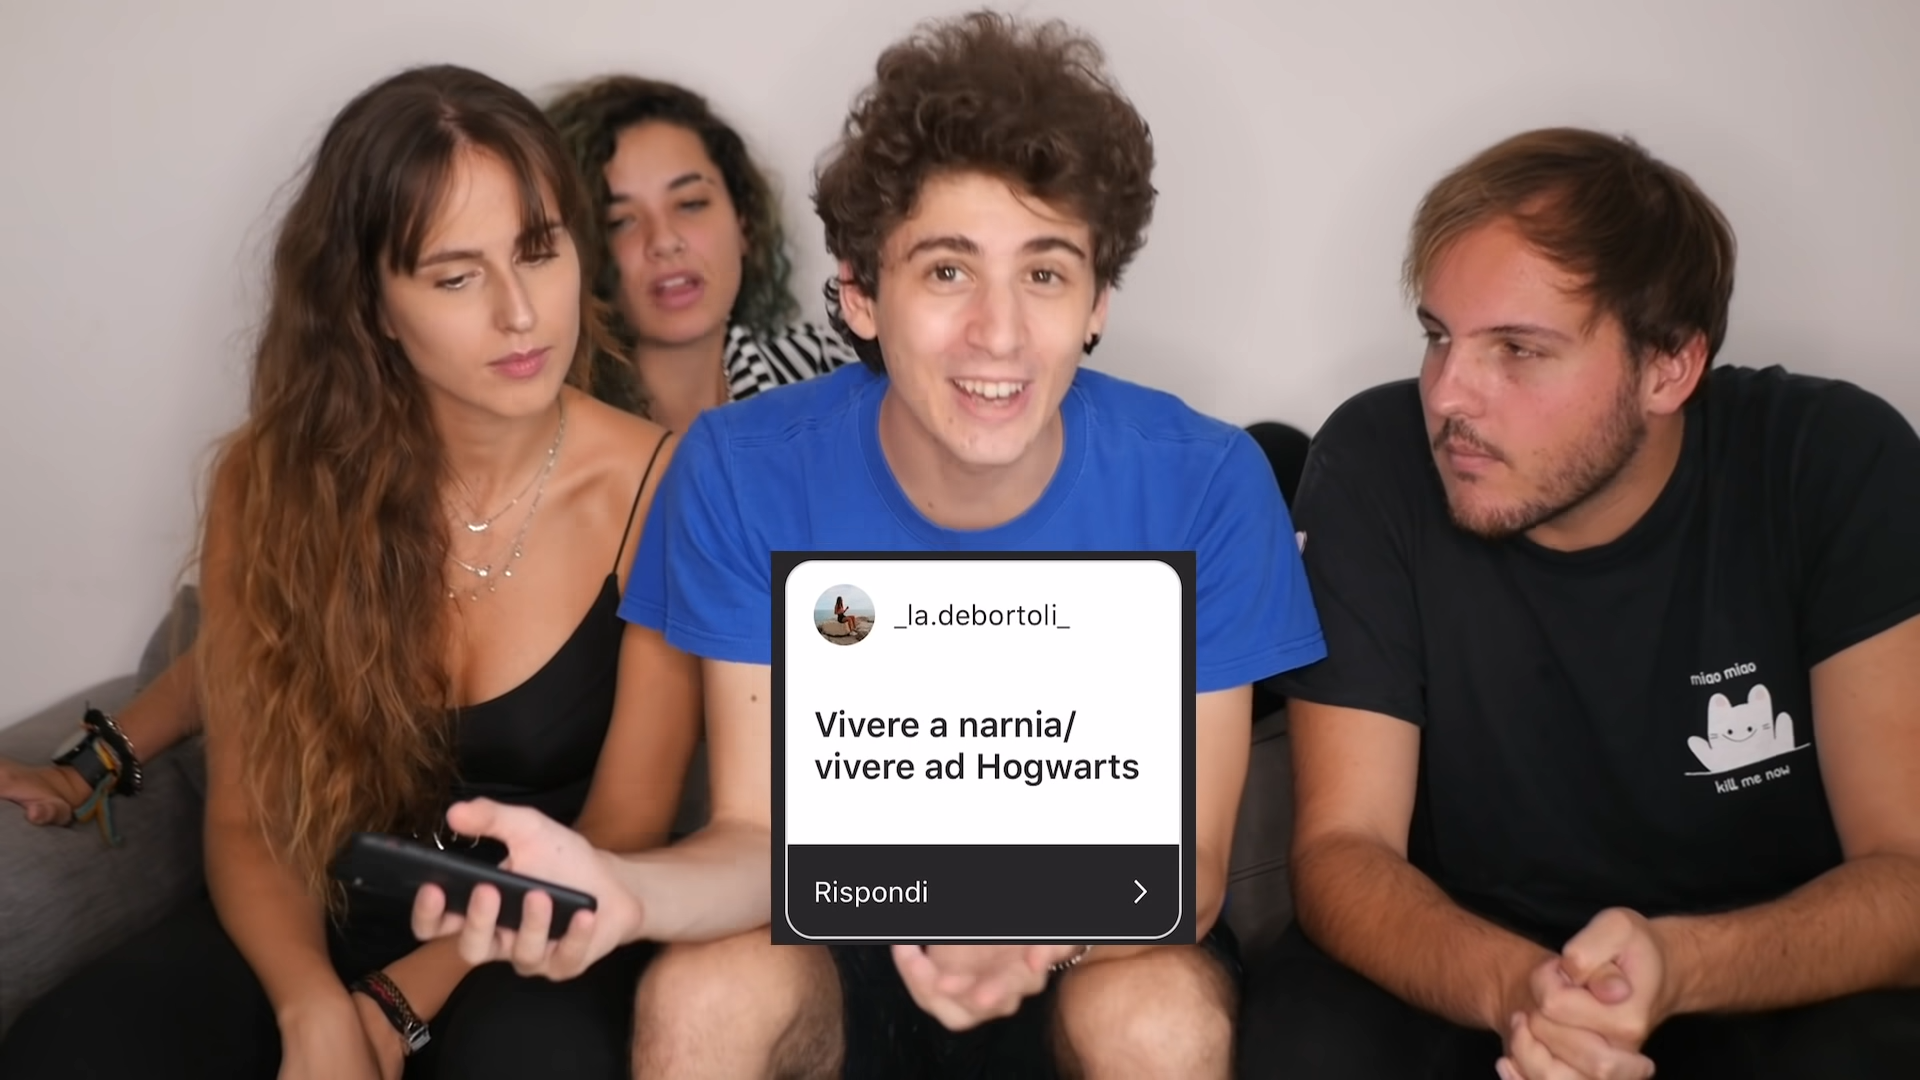 _la.debortoli_
Vivere a narnia/
vivere ad Hogwarts
Rispondi
miao miao
kill me now